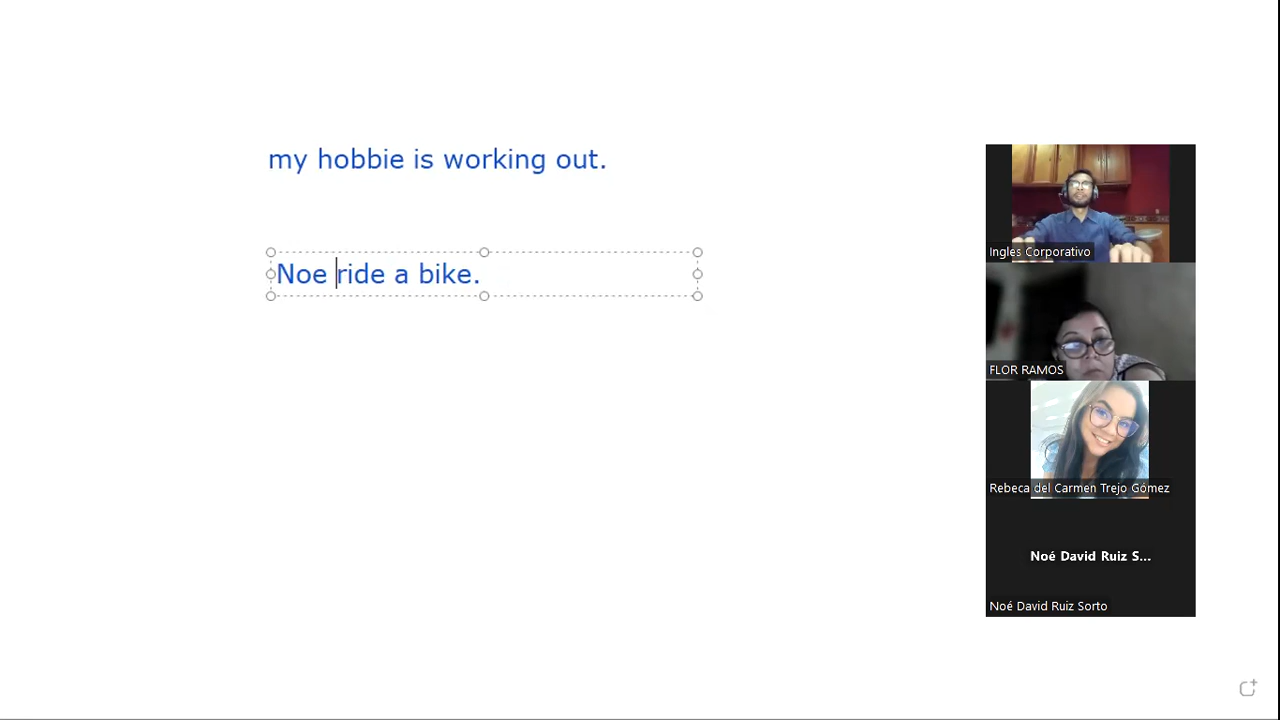 my hobbie is working out.
Noe ride a bike.
Ingles Corporativo
FLOR RAMOS
Rebeca del Carmen Trejo Gómez
Noé David Ruiz S...
Noé David Ruiz Sorto